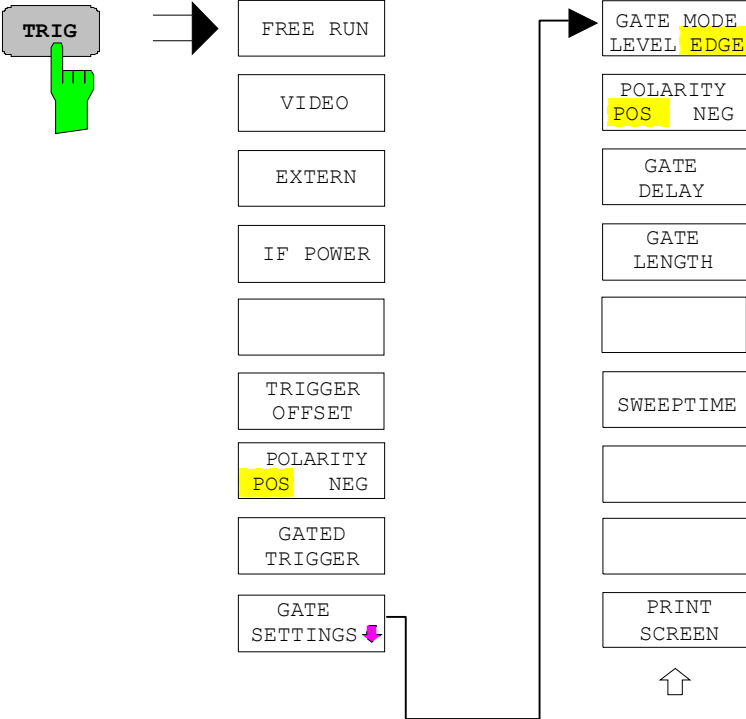 TRIG
FREE RUN
VIDEO
EXTERN
IF POWER
TRIGGER
OFFSET
POLARITY
POS NEG
GATED
TRIGGER
GATE
SETTINGS
GATE MODE
LEVEL EDGE
POLARITY
POS NEG
GATE
DELAY
GATE
LENGTH
SWEEPTIME
PRINT
SCREEN